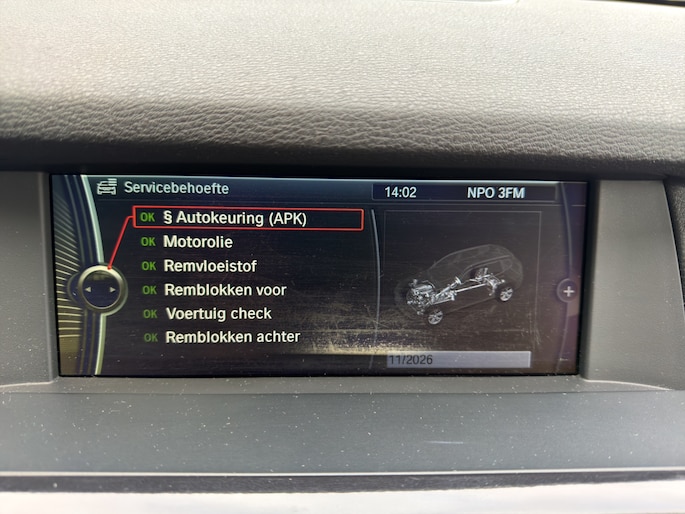 Servicebehoefte 14:02 NPO 3FM
OK § Autokeuring (APK)
OK Motorolie
OK Remvloeistof
OK Remblokken voor
OK Voertuig check
OK Remblokken achter
11/2026